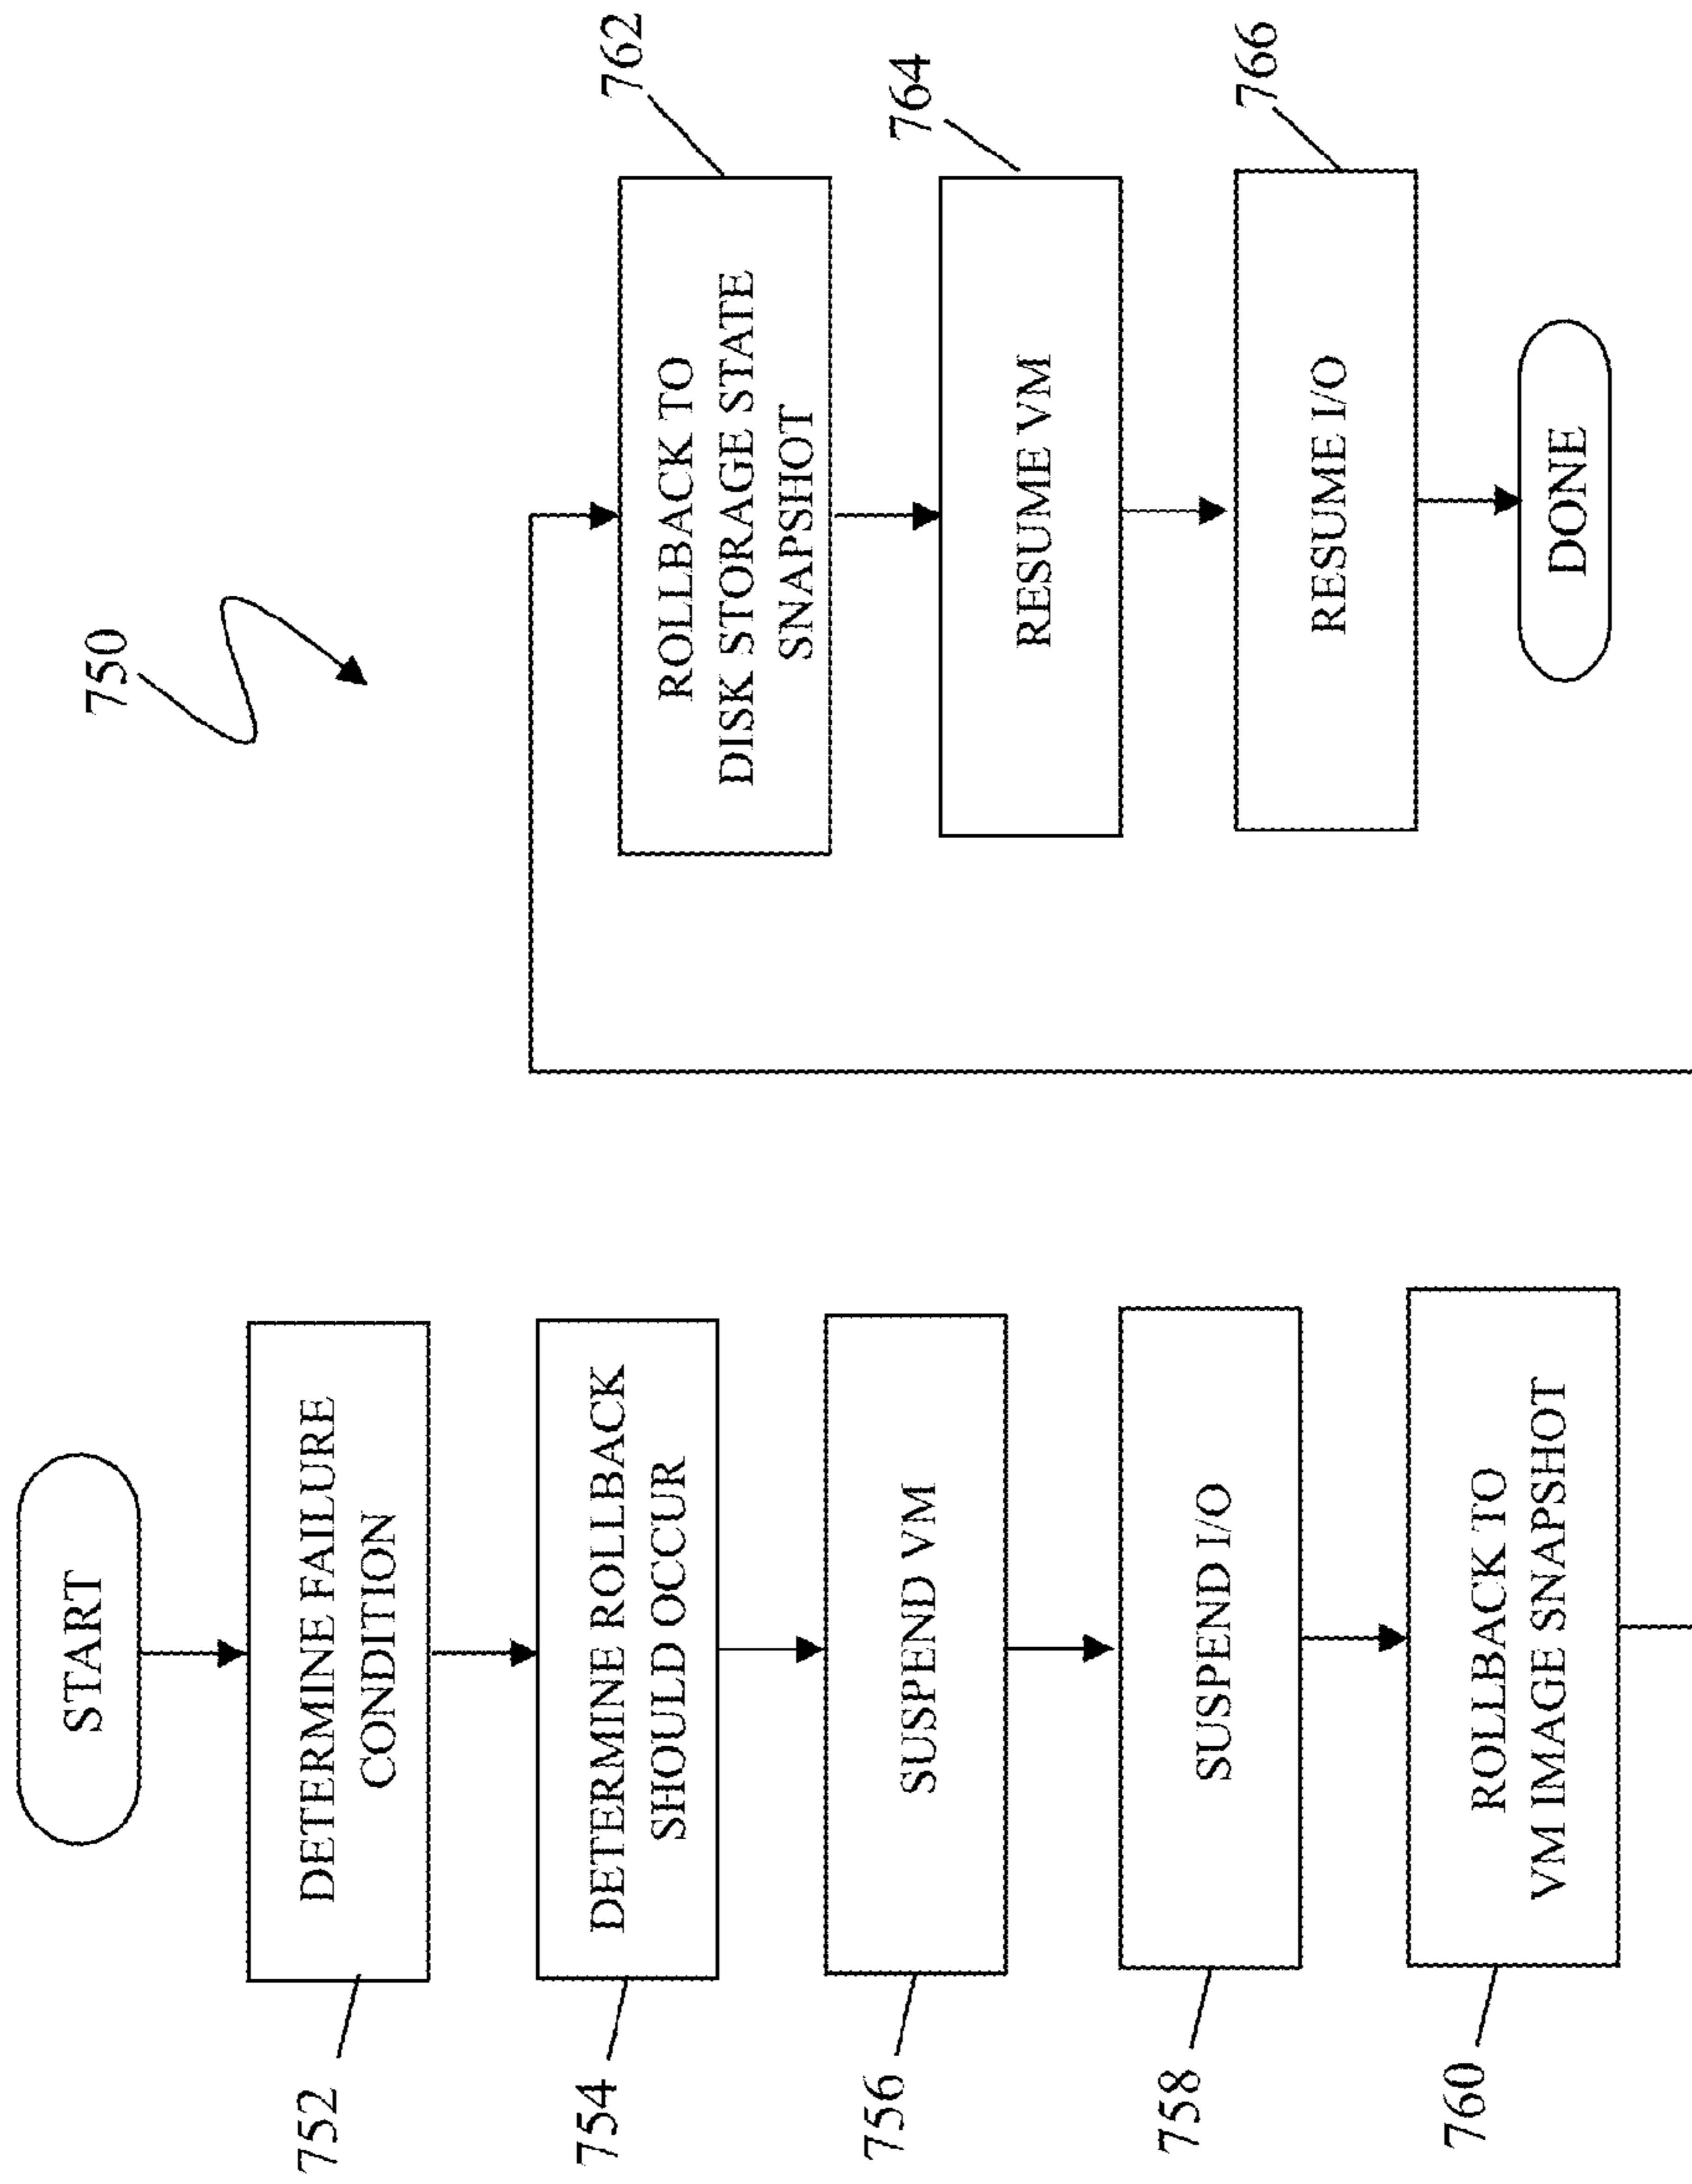 750
START
752
DETERMINE FAILURE
CONDITION
754
DETERMINE ROLLBACK
SHOULD OCCUR
756
SUSPEND VM
758
SUSPEND I/O
760
ROLLBACK TO
VM IMAGE SNAPSHOT
762
ROLLBACK TO
DISK STORAGE STATE
SNAPSHOT
764
RESUME VM
766
RESUME I/O
DONE